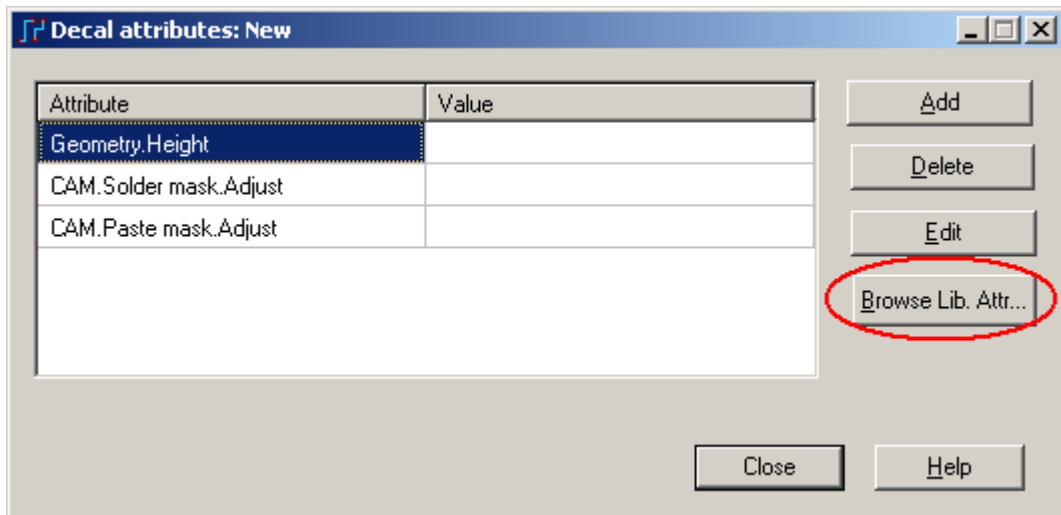 Decal attributes: New
Attribute Value
Geometry.Height
CAM.Solder mask.Adjust
CAM.Paste mask.Adjust
Add
Delete
Edit
Browse Lib. Attr...
Close Help